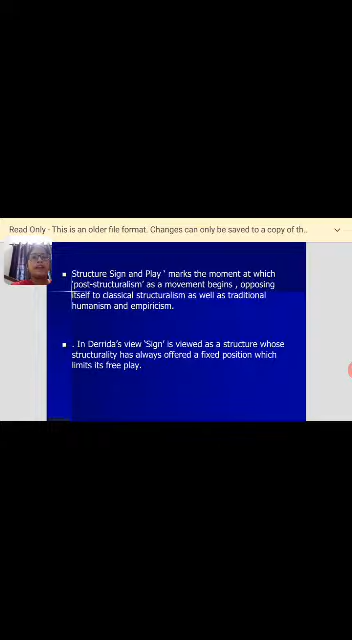 Read Only - This is an older file format. Changes can only be saved to a copy of th...
Structure Sign and Play ' marks the moment at which
'post-structuralism' as a movement begins , opposing
itself to classical structuralism as well as traditional
humanism and empiricism.
. In Derrida's view 'Sign' is viewed as a structure whose
structurality has always offered a fixed position which
limits its free play.